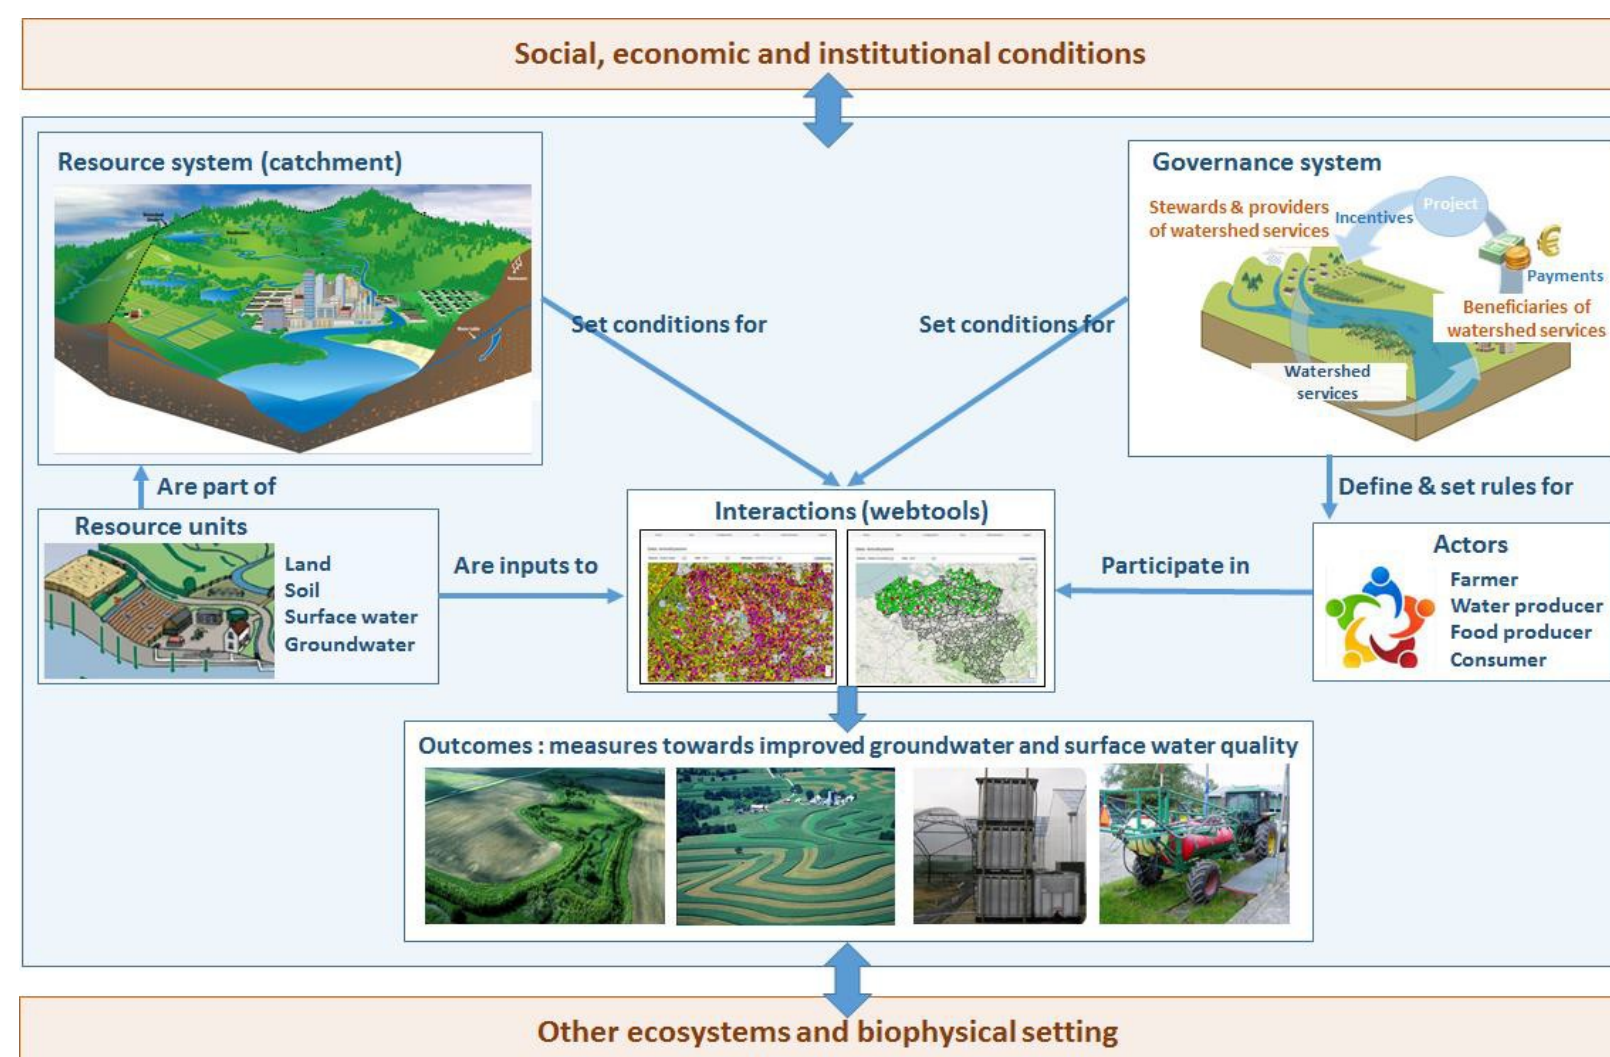 Social, economic and institutional conditions
Resource system (catchment)
Governance system
Stewards & providers
of watershed services
Incentives
Project
Payments
Beneficiaries of
watershed services
Watershed
services
Set conditions for
Set conditions for
Are part of
Define & set rules for
Resource units
Land
Soil
Surface water
Groundwater
Are inputs to
Interactions (webtools)
Participate in
Actors
Farmer
Water producer
Food producer
Consumer
Outcomes : measures towards improved groundwater and surface water quality
Other ecosystems and biophysical setting